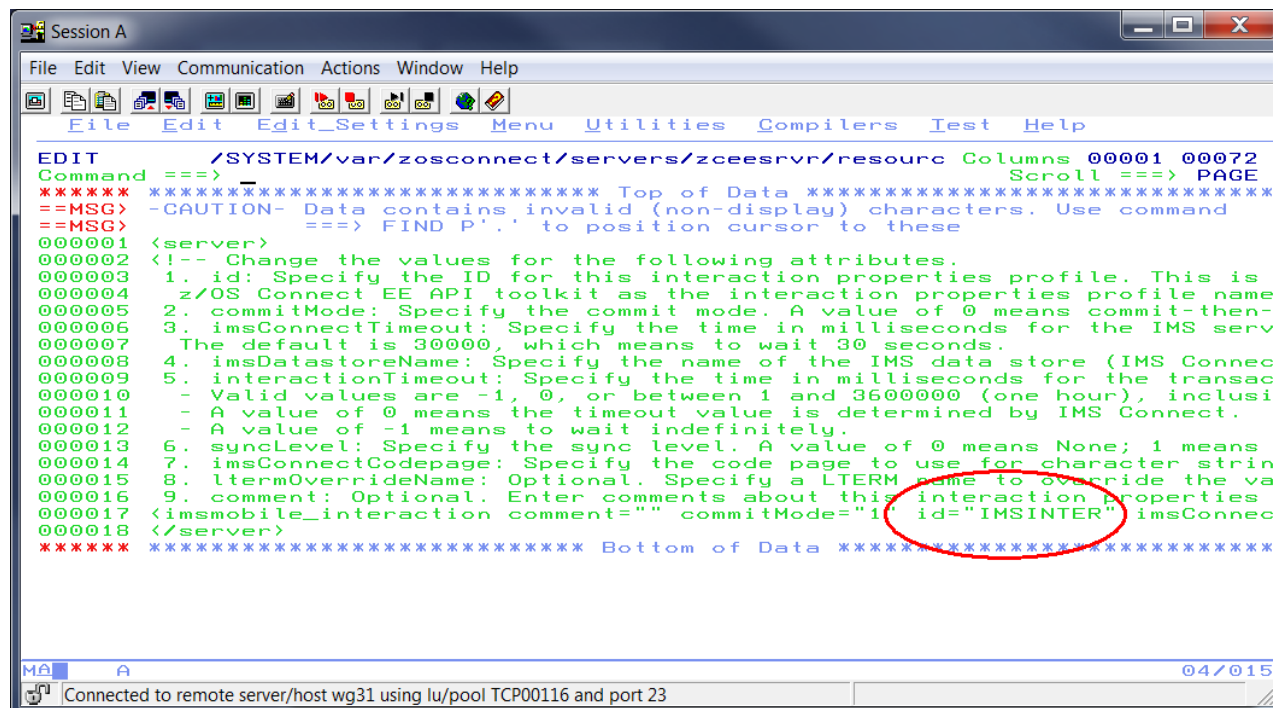 Session A
File Edit View Communication Actions Window Help
File Edit Edit_Settings Menu Utilities Compilers Test Help
EDIT /SYSTEM/var/zosconnect/servers/zceesrvr/resourc Columns 00001 00072
Command ===> _ Scroll ===> PAGE
****** ***************************** Top of Data ******************************
==MSG> -CAUTION- Data contains invalid (non-display) characters. Use command
==MSG> ===> FIND P'.' to position cursor to these
000001 <server>
000002 <!-- Change the values for the following attributes.
000003 1. id: Specify the ID for this interaction properties profile. This is
000004 z/OS Connect EE API toolkit as the interaction properties profile name
000005 2. commitMode: Specify the commit mode. A value of 0 means commit-then-
000006 3. imsConnectTimeout: Specify the time in milliseconds for the IMS serv
000007 The default is 30000, which means to wait 30 seconds.
000008 4. imsDatastoreName: Specify the name of the IMS data store (IMS Connec
000009 5. interactionTimeout: Specify the time in milliseconds for the transac
000010 - Valid values are -1, 0, or between 1 and 3600000 (one hour), inclusi
000011 - A value of 0 means the timeout value is determined by IMS Connect.
000012 - A value of -1 means to wait indefinitely.
000013 6. syncLevel: Specify the sync level. A value of 0 means None; 1 means
000014 7. imsConnectCodepage: Specify the code page to use for character strin
000015 8. ltermOverrideName: Optional. Specify a LTERM name to override the va
000016 9. comment: Optional. Enter comments about this interaction properties
000017 <imsmobile_interaction comment="" commitMode="1" id="IMSINTER" imsConnec
000018 </server>
****** **************************** Bottom of Data ****************************
MA A 04/015
Connected to remote server/host wg31 using lu/pool TCP00116 and port 23